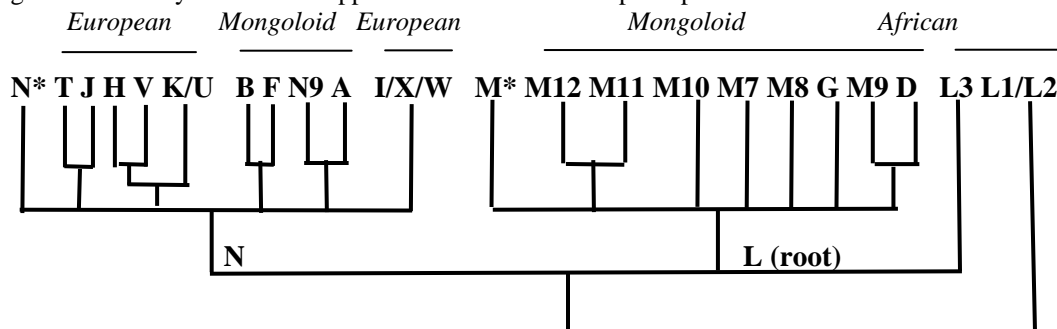 European Mongoloid European Mongoloid African
N* T J H V K/U B F N9 A I/X/W M* M12 M11 M10 M7 M8 G M9 D L3 L1/L2
N L (root)